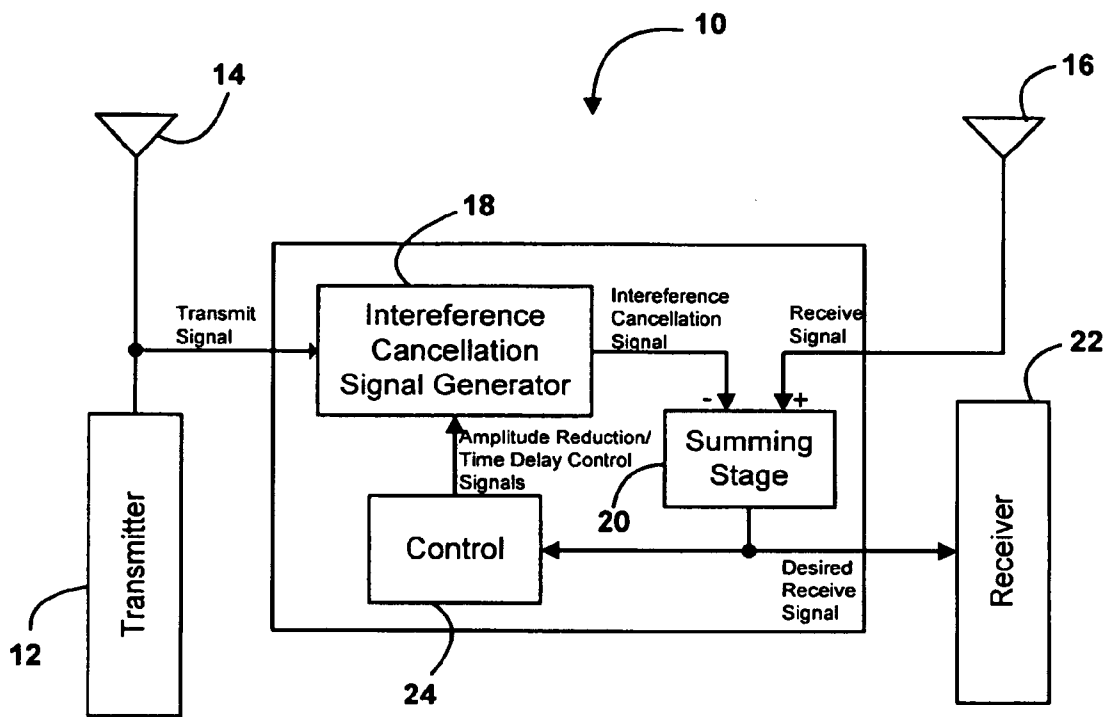 10
14
16
18
Transmit
Signal
Intereference
Cancellation
Signal Generator
Intereference
Cancellation
Signal
Receive
Signal
22
-
+
Summing
Stage
20
Amplitude Reduction/
Time Delay Control
Signals
Control
24
Desired
Receive
Signal
Transmitter
12
Receiver